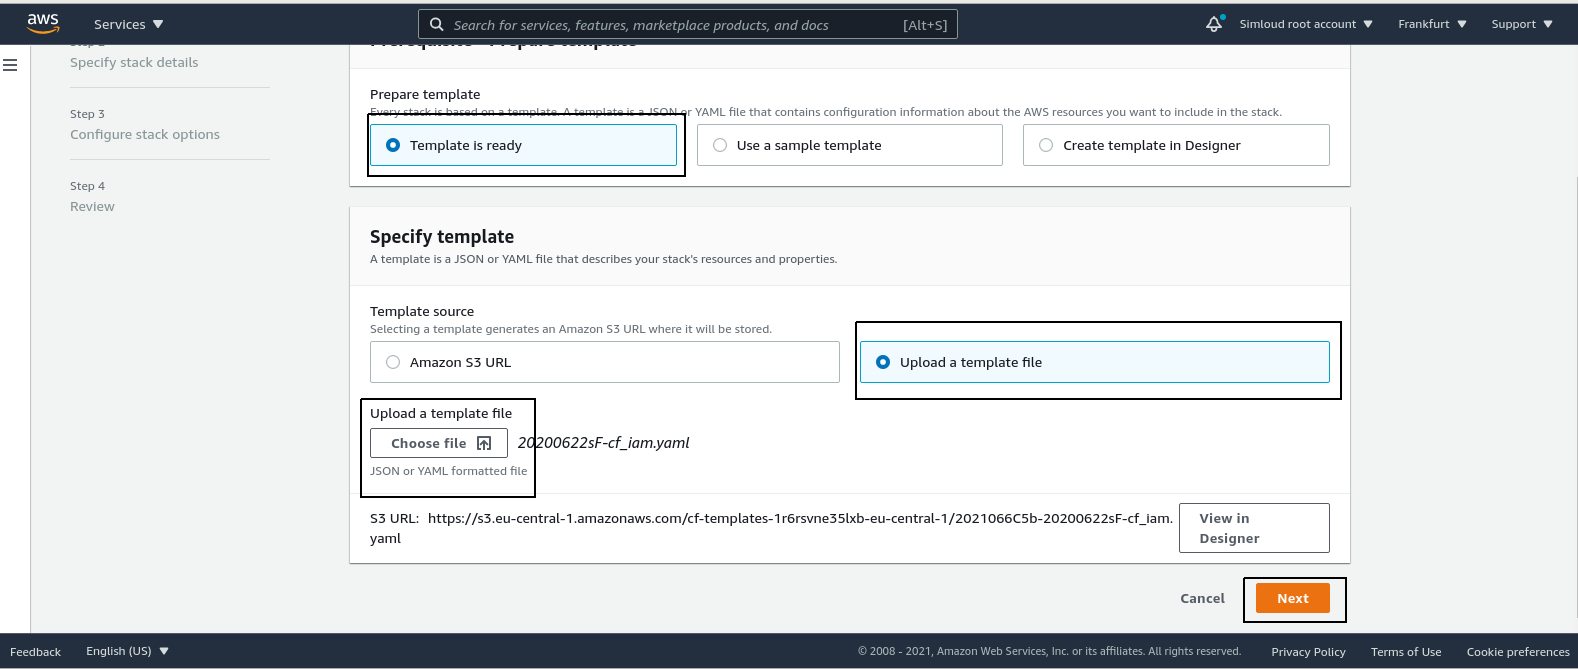 aws
Services
Search for services, features, marketplace products, and docs [Alt+S]
Simloud root account
Frankfurt
Support
Step 2
Specify stack details
Step 3
Configure stack options
Step 4
Review
Prerequisite - Prepare template
Prepare template
Every stack is based on a template. A template is a JSON or YAML file that contains configuration information about the AWS resources you want to include in the stack.
Template is ready
Use a sample template
Create template in Designer
Specify template
A template is a JSON or YAML file that describes your stack's resources and properties.
Template source
Selecting a template generates an Amazon S3 URL where it will be stored.
Amazon S3 URL
Upload a template file
Upload a template file
Choose file
20200622sF-cf_iam.yaml
JSON or YAML formatted file
S3 URL: https://s3.eu-central-1.amazonaws.com/cf-templates-1r6rsvne35lxb-eu-central-1/2021066C5b-20200622sF-cf_iam.
yaml
View in
Designer
Cancel
Next
Feedback
English (US)
© 2008 - 2021, Amazon Web Services, Inc. or its affiliates. All rights reserved.
Privacy Policy
Terms of Use
Cookie preferences